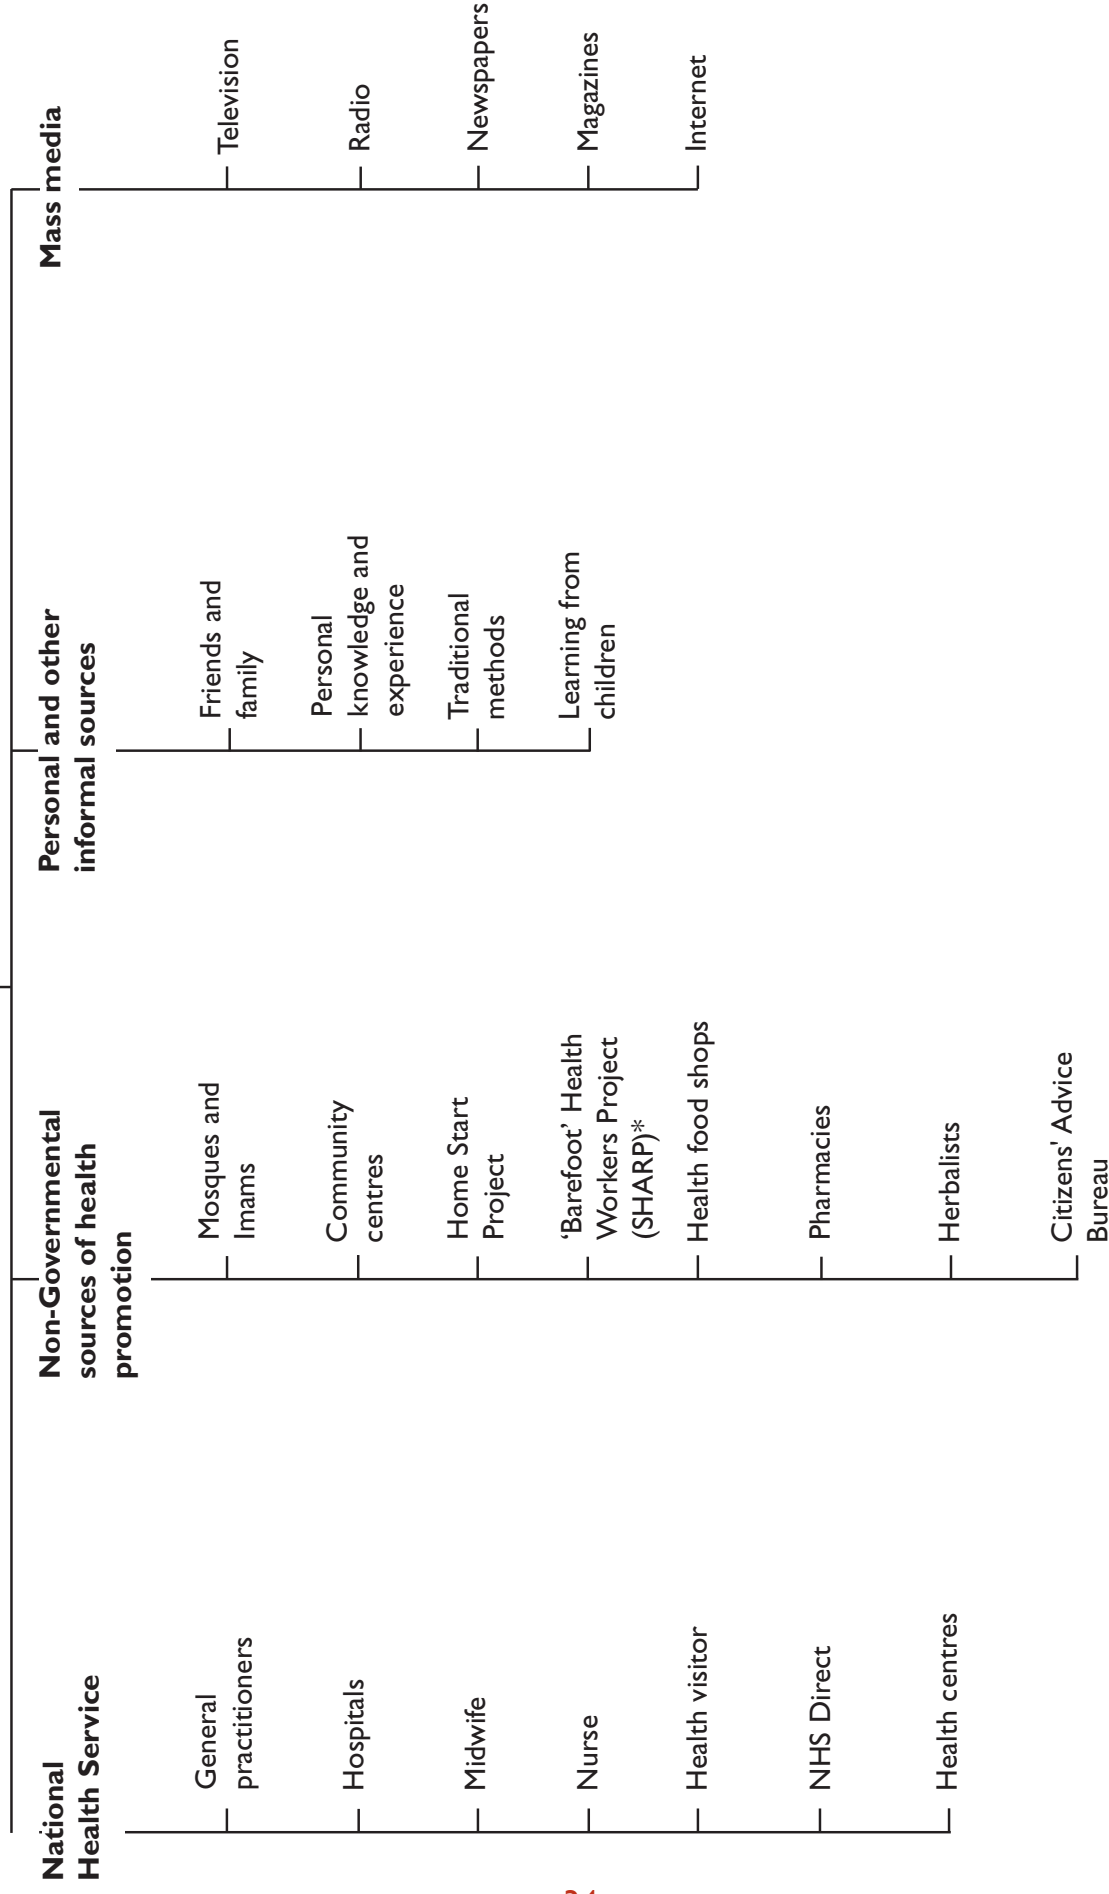 National
Health Service
General
practitioners
Hospitals
Midwife
Nurse
Health visitor
NHS Direct
Health centres
Non-Governmental
sources of health
promotion
Mosques and
Imams
Community
centres
Home Start
Project
‘Barefoot’ Health
Workers Project
(SHARP)*
Health food shops
Pharmacies
Herbalists
Citizens' Advice
Bureau
Personal and other
informal sources
Friends and
family
Personal
knowledge and
experience
Traditional
methods
Learning from
children
Mass media
Television
Radio
Newspapers
Magazines
Internet